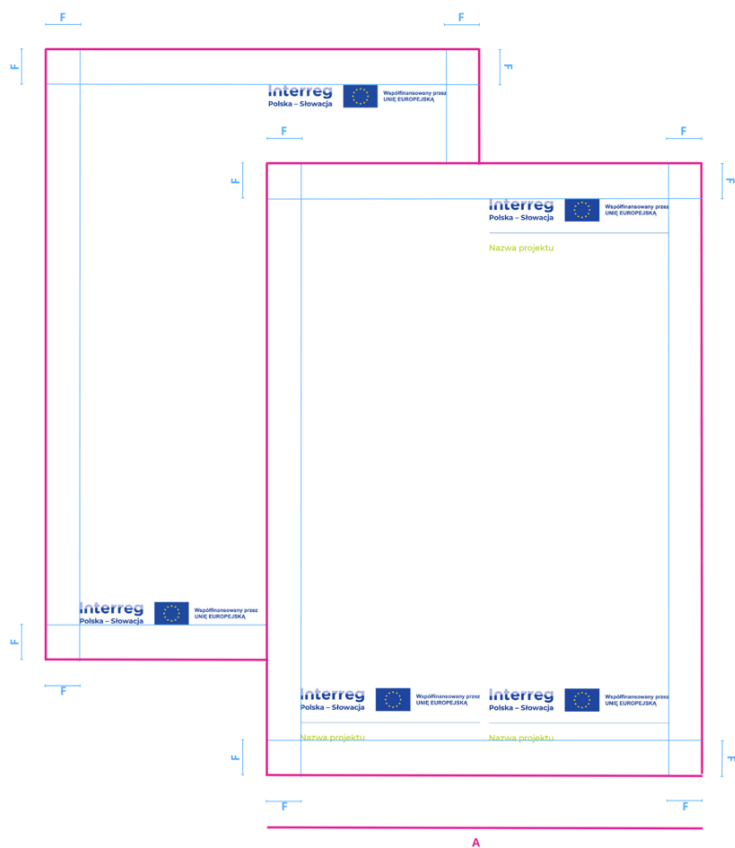 F
F
F
F
Interreg
Polska – Słowacja
Współfinansowany przez
UNIĘ EUROPEJSKĄ
F
F
F
F
Interreg
Polska – Słowacja
Współfinansowany przez
UNIĘ EUROPEJSKĄ
Nazwa projektu
Interreg
Polska – Słowacja
Współfinansowany przez
UNIĘ EUROPEJSKĄ
F
F
Interreg
Polska – Słowacja
Współfinansowany przez
UNIĘ EUROPEJSKĄ
Nazwa projektu
Interreg
Polska – Słowacja
Współfinansowany przez
UNIĘ EUROPEJSKĄ
Nazwa projektu
F
F
F
F
A